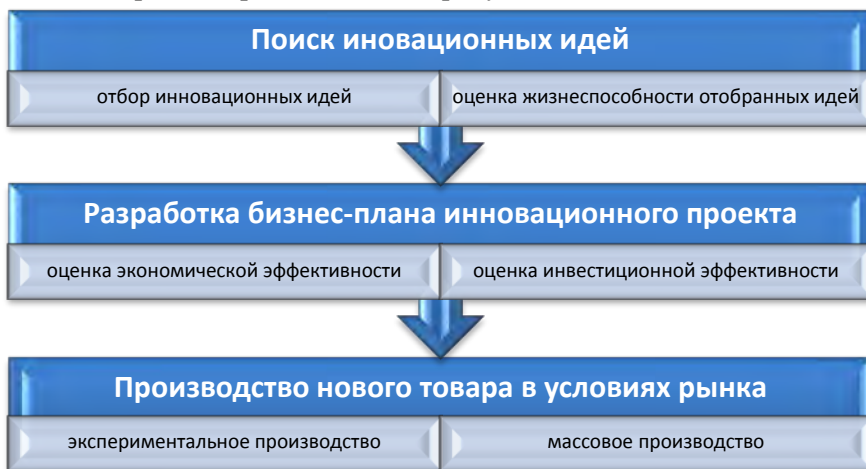 Поиск иновационных идей
отбор инновационных идей
оценка жизнеспособности отобранных идей
Разработка бизнес-плана инновационного проекта
оценка экономической эффективности
оценка инвестиционной эффективности
Производство нового товара в условиях рынка
экспериментальное производство
массовое производство